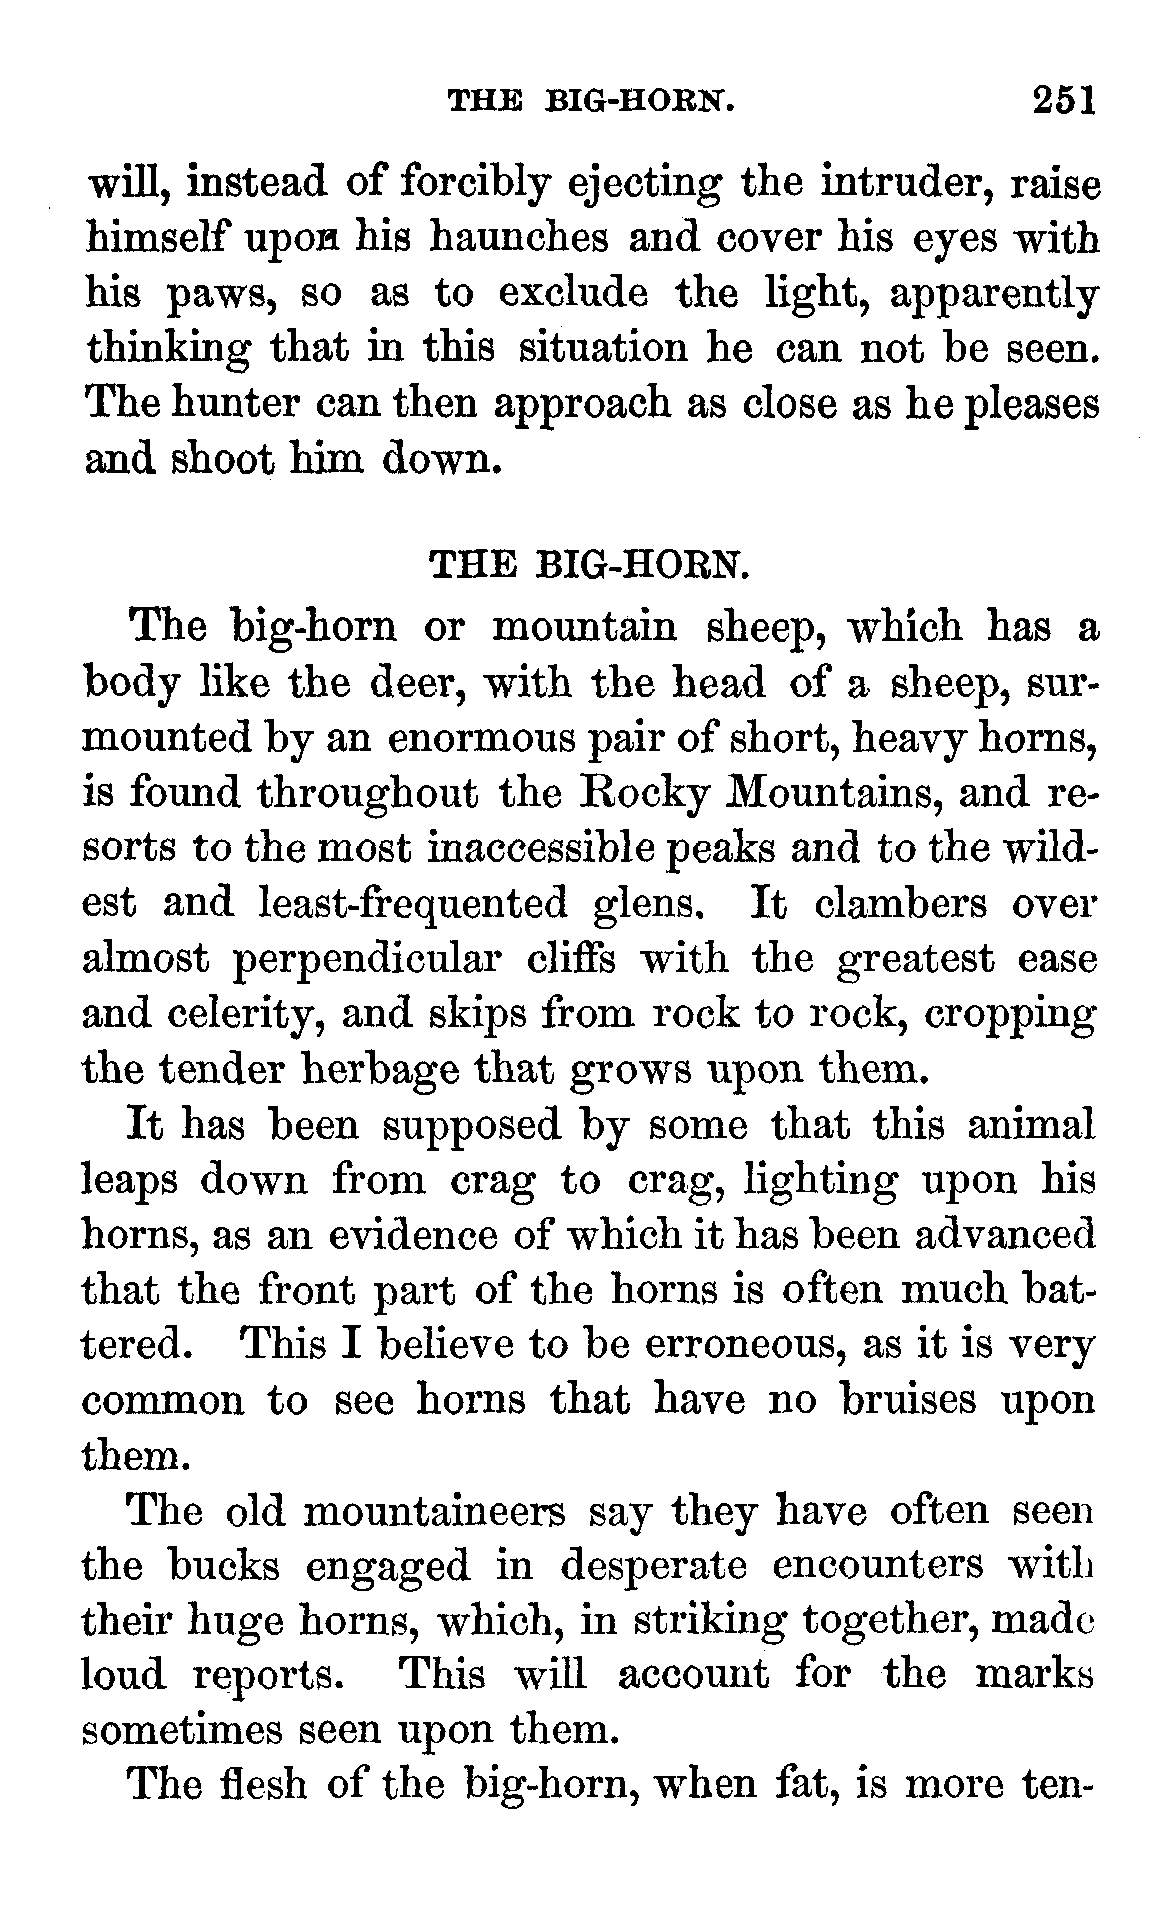 THE BIG-HORN. 251
will, instead of forcibly ejecting the intruder, raise
himself upon his haunches and cover his eyes with
his paws, so as to exclude the light, apparently
thinking that in this situation he can not be seen.
The hunter can then approach as close as he pleases
and shoot him down.
THE BIG-HORN.
The big-horn or mountain sheep, which has a
body like the deer, with the head of a sheep, sur-
mounted by an enormous pair of short, heavy horns,
is found throughout the Rocky Mountains, and re-
sorts to the most inaccessible peaks and to the wild-
est and least-frequented glens. It clambers over
almost perpendicular cliffs with the greatest ease
and celerity, and skips from rock to rock, cropping
the tender herbage that grows upon them.
It has been supposed by some that this animal
leaps down from crag to crag, lighting upon his
horns, as an evidence of which it has been advanced
that the front part of the horns is often much bat-
tered. This I believe to be erroneous, as it is very
common to see horns that have no bruises upon
them.
The old mountaineers say they have often seen
the bucks engaged in desperate encounters with
their huge horns, which, in striking together, made
loud reports. This will account for the marks
sometimes seen upon them.
The flesh of the big-horn, when fat, is more ten-